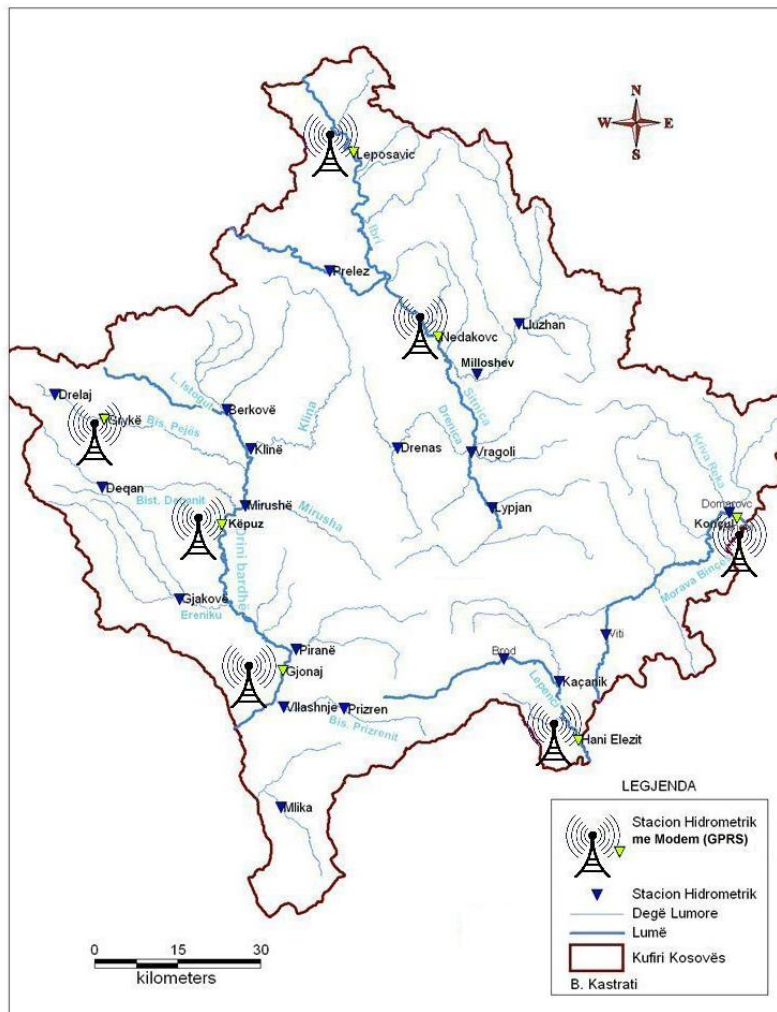 N
W E
S
Leposavic
Ibri
Prelez
Nedakovc
Lluzhan
Milloshev
Sitnica
Drelaj
L. Istogut
Berkovë
Grykë
Bis. Pejës
Klina
Klinë
Drenica
Drenas
Vragoli
Kriva Reka
Deqan
Bist. Deçanit
Mirushë
Mirusha
Lypjan
Domerovc
Konçul
Këpuz
Drini bardhë
Morava Binçes
Gjakovë
Ereniku
Viti
Piranë
Brod
Gjonaj
Kaçanik
Lepenci
Vllashnje
Prizren
Bis. Prizrenit
Hani Elezit
Mlika
LEGJENDA
Stacion Hidrometrik
me Modem (GPRS)
Stacion Hidrometrik
Degë Lumore
Lumë
Kufiri Kosovës
B. Kastrati
0 15 30
kilometers